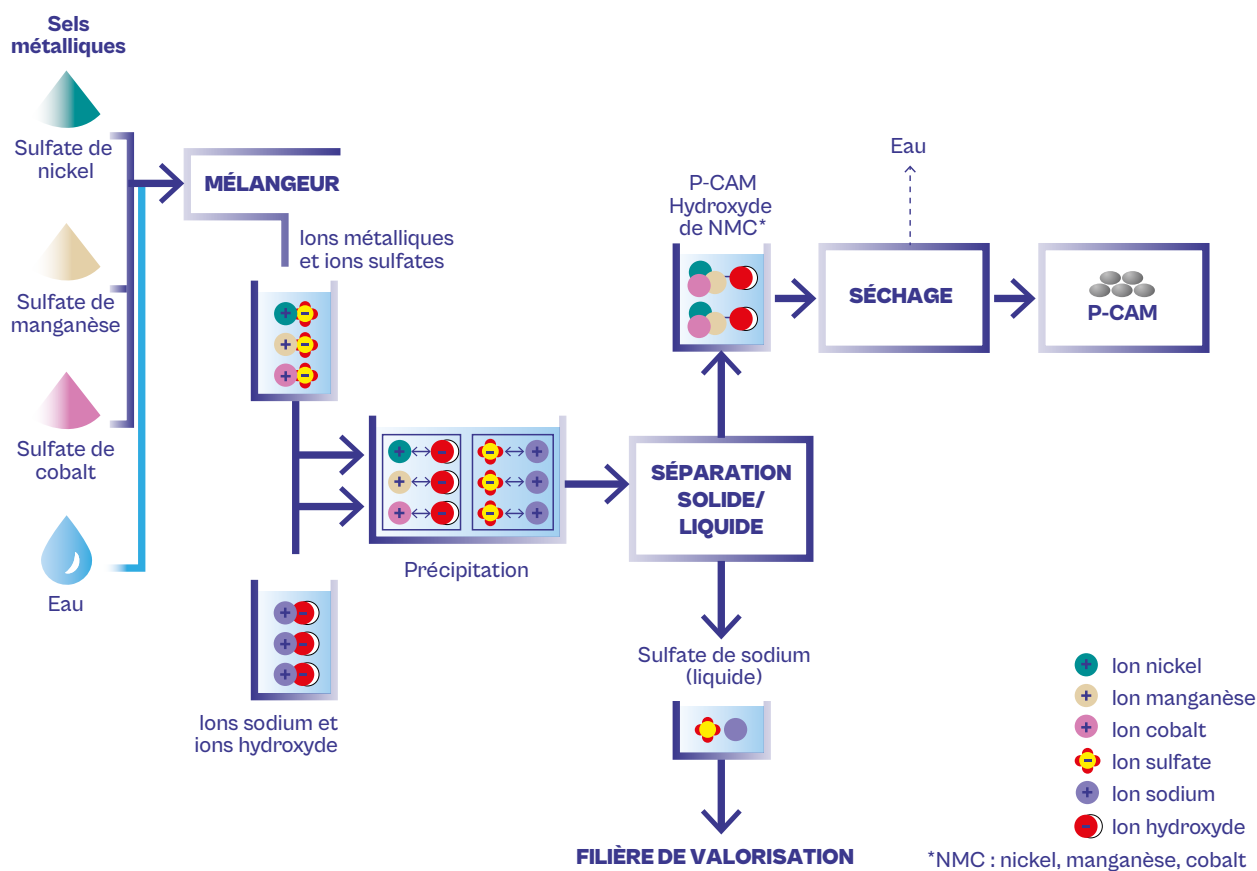 Sels
métalliques
Sulfate de
nickel
Sulfate de
manganèse
Sulfate de
cobalt
Eau
MÉLANGEUR
Ions métalliques
et ions sulfates
Ions sodium et
ions hydroxyde
Précipitation
SÉPARATION
SOLIDE/
LIQUIDE
P-CAM
Hydroxyde
de NMC*
Eau
SÉCHAGE
P-CAM
Sulfate de sodium
(liquide)
FILIÈRE DE VALORISATION
Ion nickel
Ion manganèse
Ion cobalt
Ion sulfate
Ion sodium
Ion hydroxyde
*NMC : nickel, manganèse, cobalt